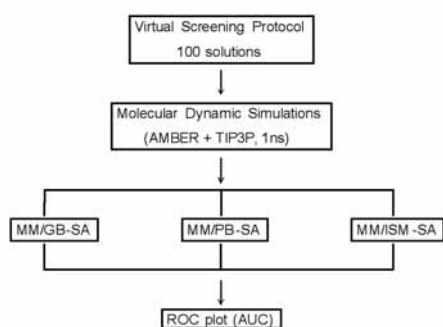 Virtual Screening Protocol
100 solutions
Molecular Dynamic Simulations
(AMBER + TIP3P, 1ns)
MM/GB-SA
MM/PB-SA
MM/ISM -SA
ROC plot (AUC)